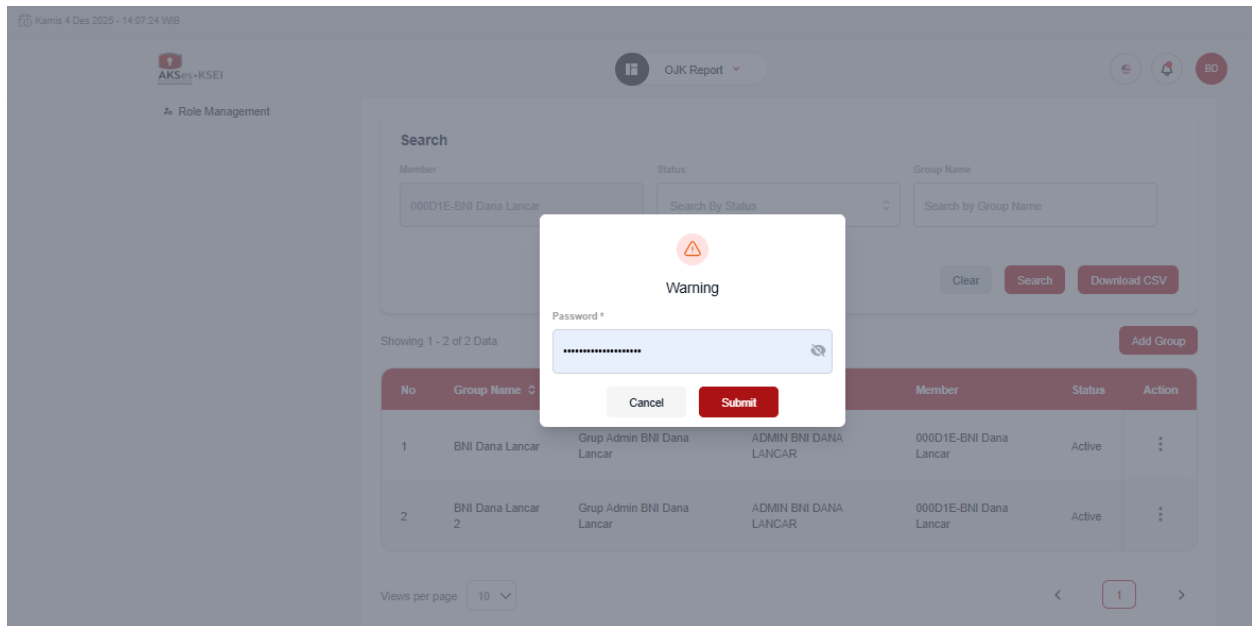 Kamis 4 Des 2025 - 14:07:24 WIB
AKSes-KSEI
OJK Report
BD
Role Management
Search
Member
Status
Group Name
000D1E-BNI Dana Lancar
Search By Status
Search by Group Name
Clear
Search
Download CSV
Warning
Password *
Cancel
Submit
Showing 1 - 2 of 2 Data
Add Group
No Group Name Member Status Action
1 BNI Dana Lancar Grup Admin BNI Dana Lancar ADMIN BNI DANA LANCAR 000D1E-BNI Dana Lancar Active
2 BNI Dana Lancar 2 Grup Admin BNI Dana Lancar ADMIN BNI DANA LANCAR 000D1E-BNI Dana Lancar Active
Views per page 10
1